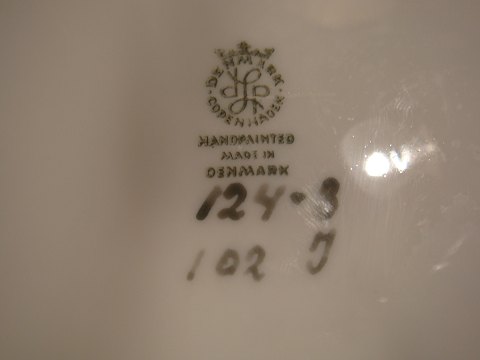 DENMARK
COPENHAGEN
HANDPAINTED
MADE IN
DENMARK
124-3
102 J